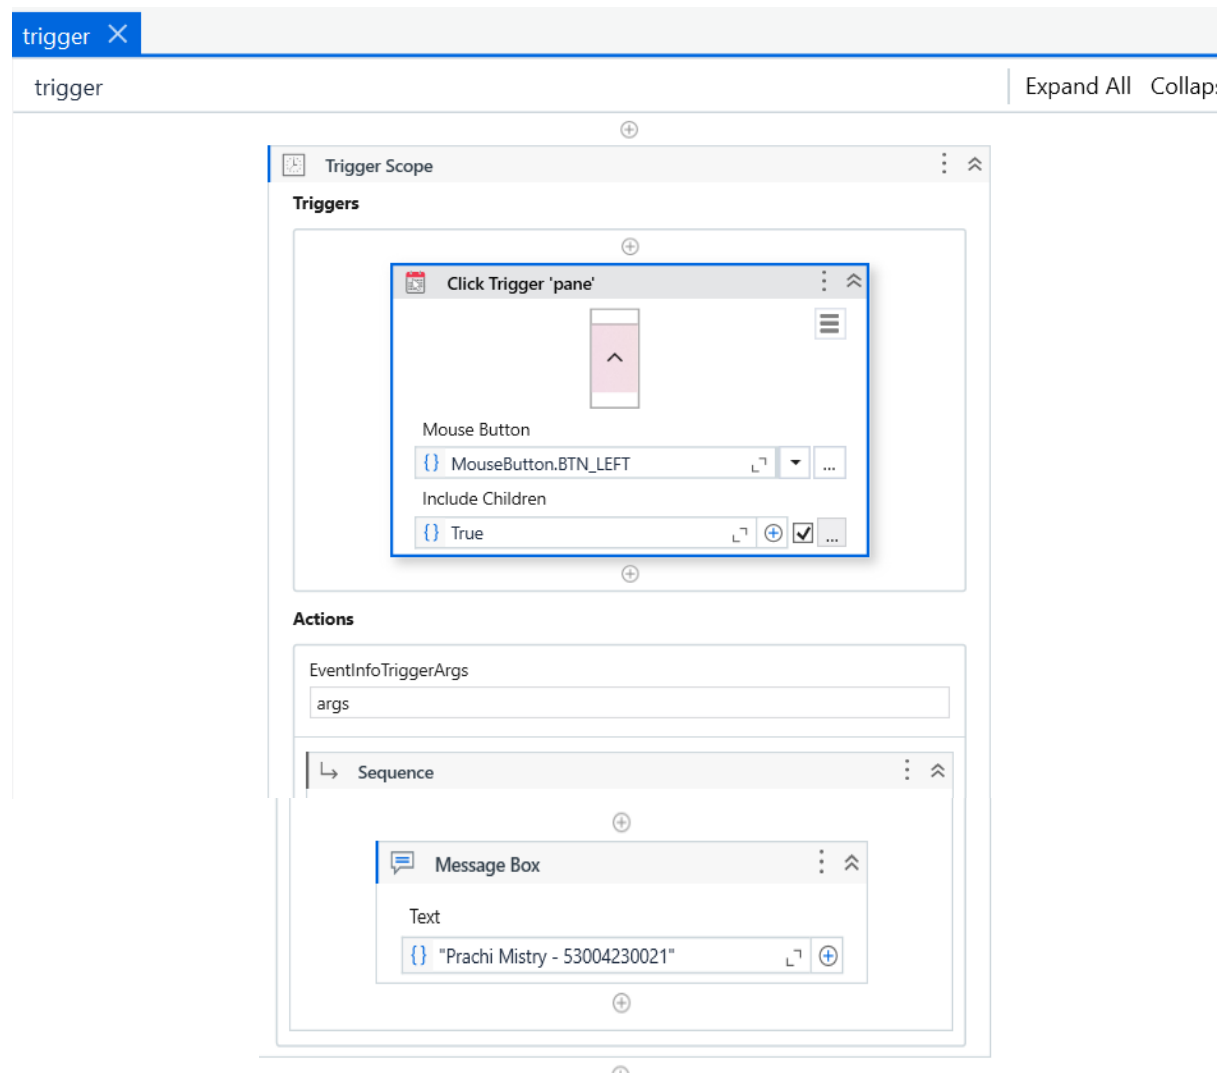 trigger
trigger
Expand All Collaps
Trigger Scope
Triggers
Click Trigger 'pane'
Mouse Button
{} MouseButton.BTN_LEFT ...
Include Children
{} True ...
Actions
EventInfoTriggerArgs
args
Sequence
Message Box
Text
{} "Prachi Mistry - 53004230021"